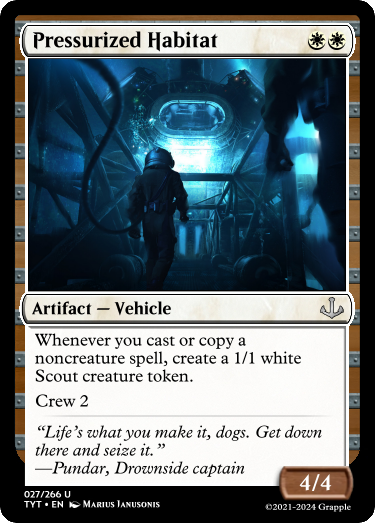 Pressurized Habitat
Artifact — Vehicle
Whenever you cast or copy a
noncreature spell, create a 1/1 white
Scout creature token.
Crew 2
“Life’s what you make it, dogs. Get down
there and seize it.”
—Pundar, Drownside captain
4/4
027/266 U
TYT • EN Marius Janusonis
©2021-2024 Grapple